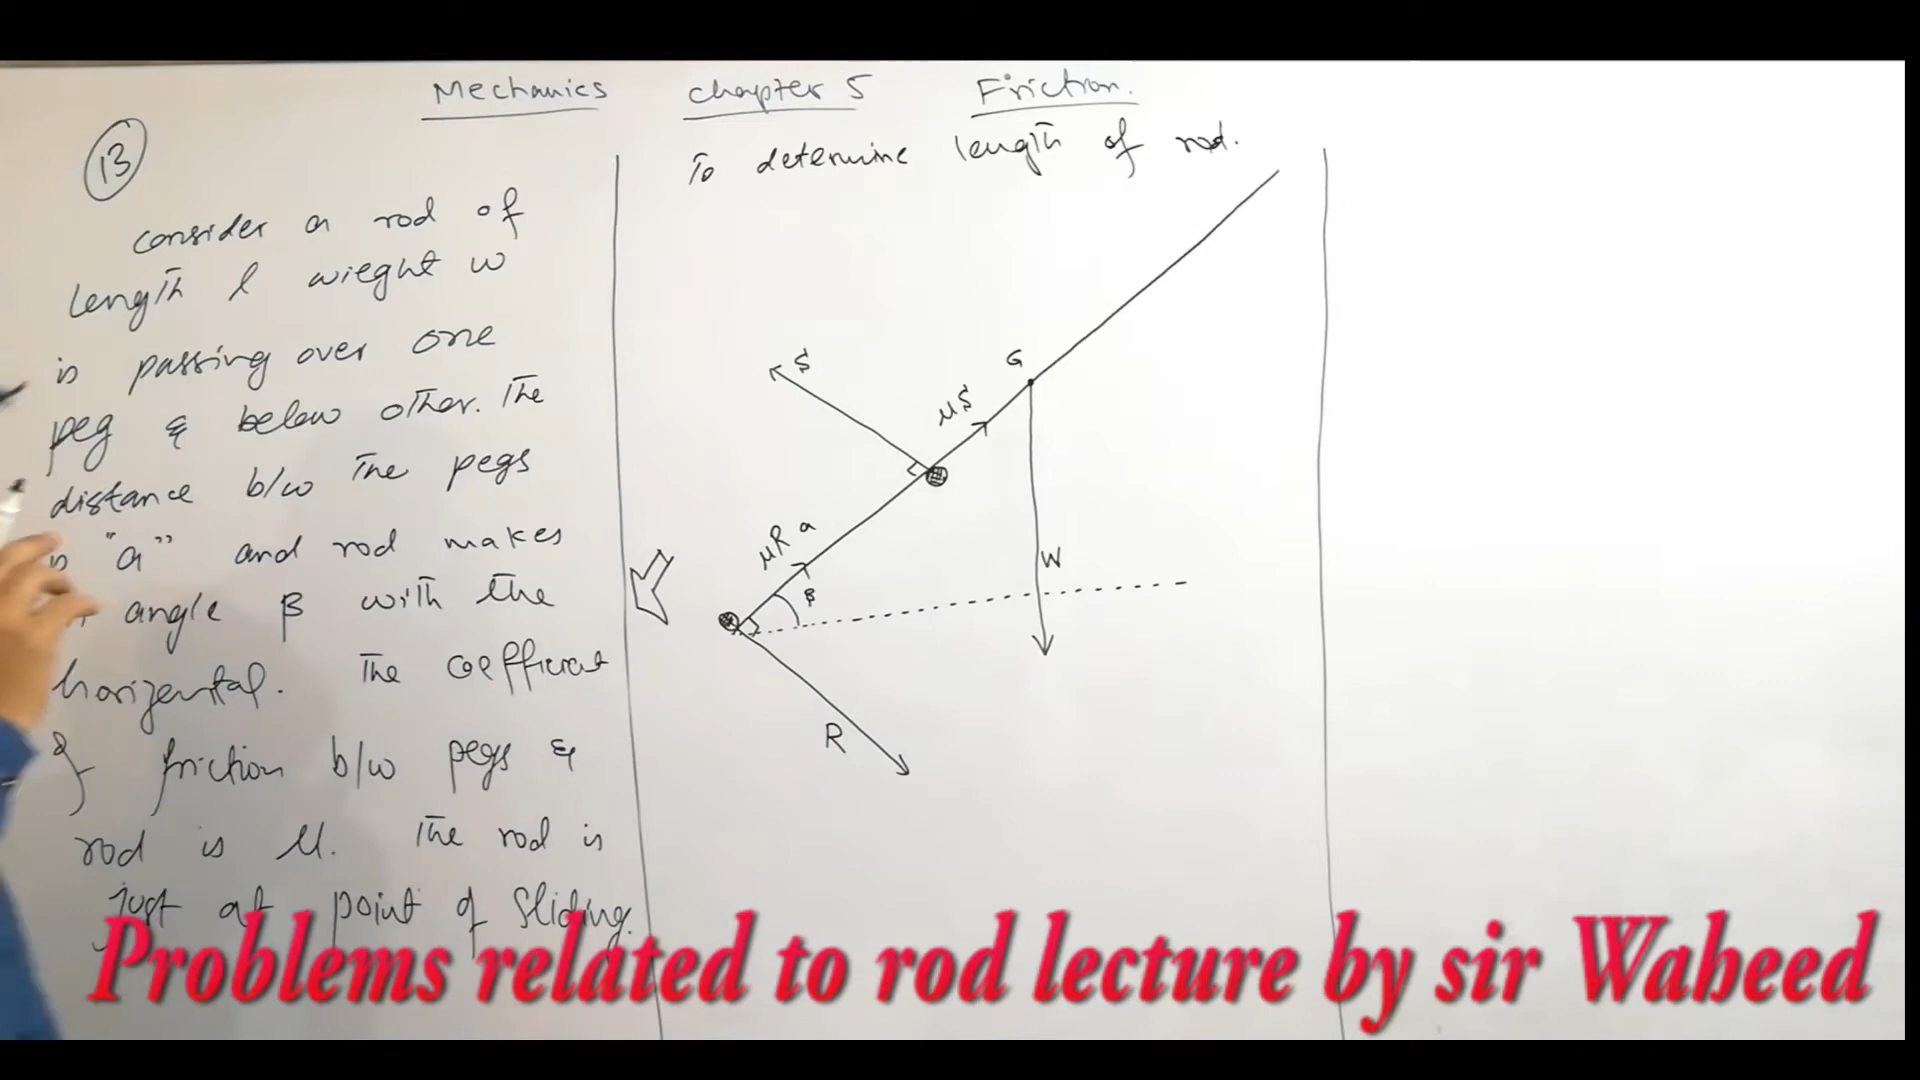 Mechanics chapter 5 Friction.
13
Consider a rod of
length l wieght w
is passing over one
peg & below other. The
distance b/w the pegs
is "a" and rod makes
angle β with the
horizental. The coefficient
of friction b/w pegs &
rod is μ. The rod is
just at point of sliding.
To determine length of rod.
S
G
μS
μR a
β
W
R
Problems related to rod lecture by sir Waheed